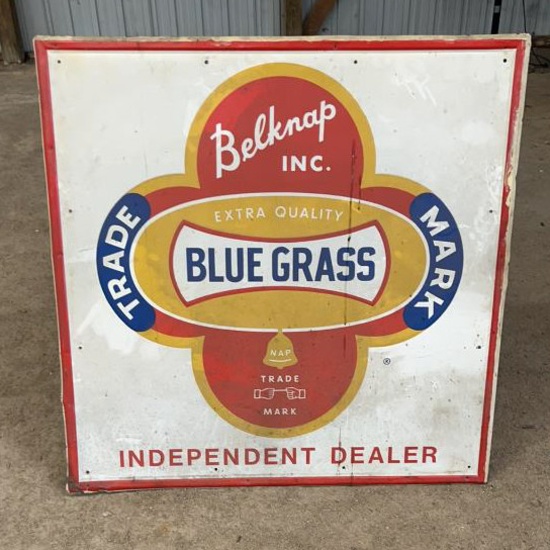 Belknap
INC.
EXTRA QUALITY
TRADE MARK
BLUE GRASS
NAP
TRADE
MARK
®
INDEPENDENT DEALER